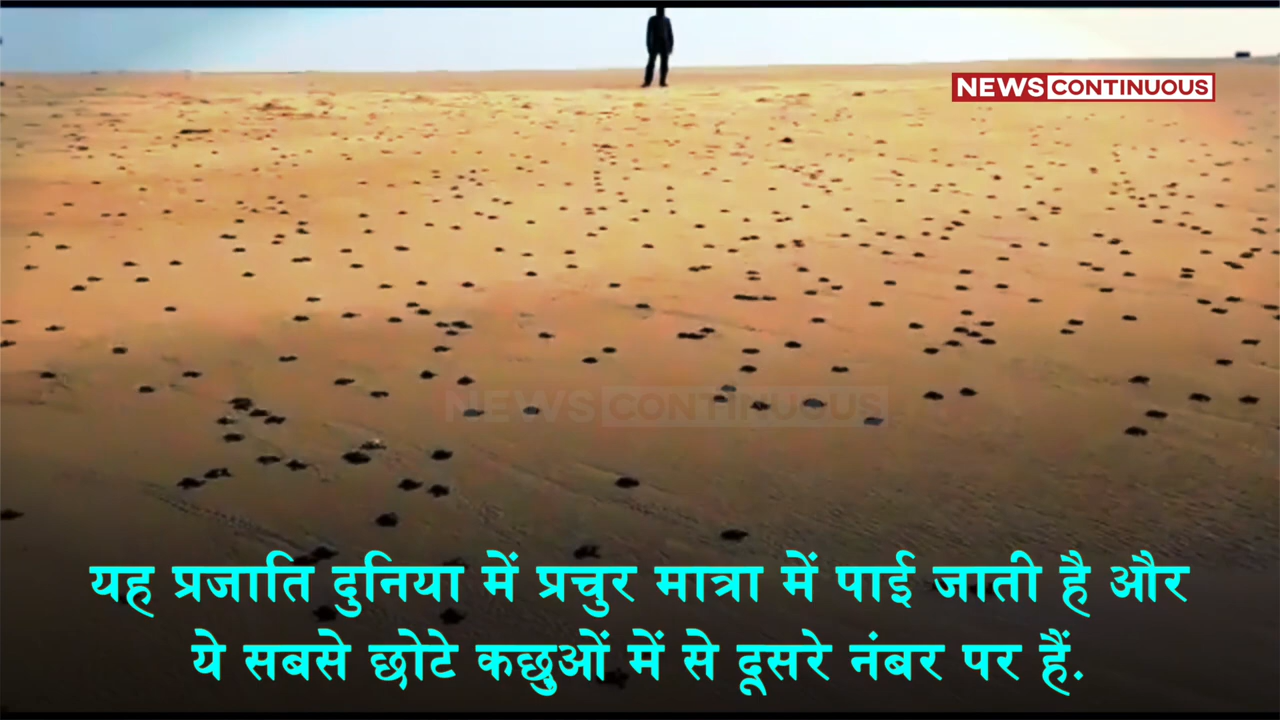 NEWS CONTINUOUS
NEWS CONTINUOUS
यह प्रजाति दुनिया में प्रचुर मात्रा में पाई जाती है और
ये सबसे छोटे कछुओं में से दूसरे नंबर पर हैं.